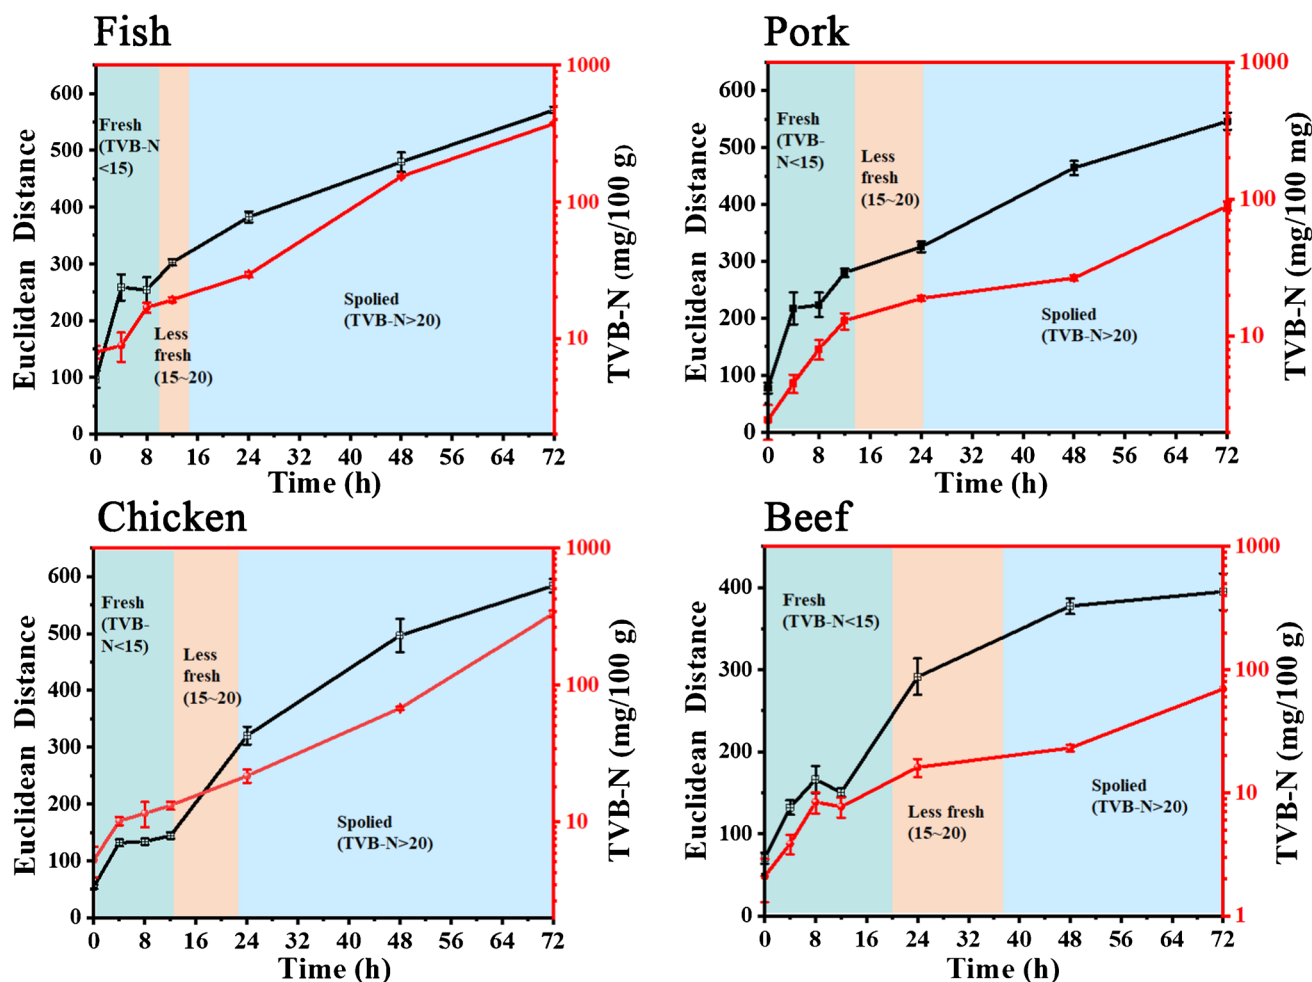 Fish
600
500
400
300
200
100
0
Euclidean Distance
Fresh
(TVB-N
<15)
Less
fresh
(15~20)
Spolied
(TVB-N>20)
1000
100
10
TVB-N (mg/100 g)
0 8 16 24 32 40 48 56 64 72
Time (h)
Pork
600
500
400
300
200
100
0
Euclidean Distance
Fresh
(TVB-
N<15)
Less
fresh
(15~20)
Spolied
(TVB-N>20)
1000
100
10
TVB-N (mg/100 mg)
0 8 16 24 32 40 48 56 64 72
Time (h)
Chicken
600
500
400
300
200
100
0
Euclidean Distance
Fresh
(TVB-
N<15)
Less
fresh
(15~20)
Spolied
(TVB-N>20)
1000
100
10
TVB-N (mg/100 g)
0 8 16 24 32 40 48 56 64 72
Time (h)
Beef
400
300
200
100
0
Euclidean Distance
Fresh
(TVB-N<15)
Less fresh
(15~20)
Spolied
(TVB-N>20)
1000
100
10
1
TVB-N (mg/100 g)
0 8 16 24 32 40 48 56 64 72
Time (h)